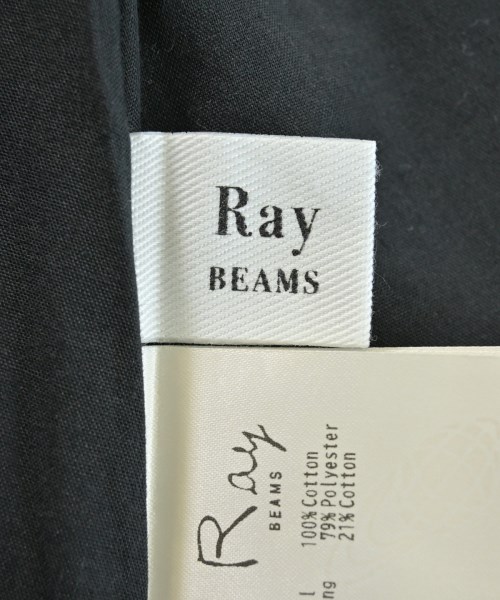 Ray
BEAMS
Ray
BEAMS
100% Cotton
79% Polyester
21% Cotton